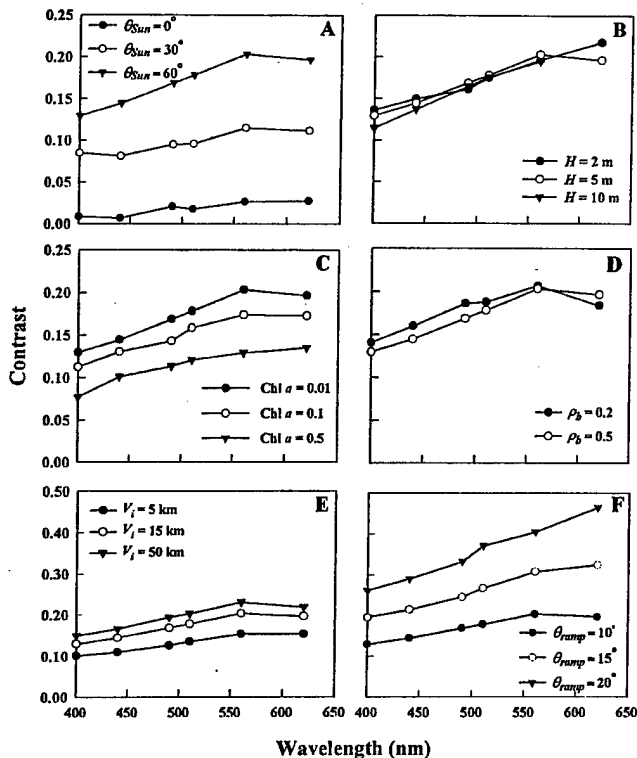 0.25
A
θSun = 0°
θSun = 30°
θSun = 60°
0.20
0.15
0.10
0.05
0.00
B
H = 2 m
H = 5 m
H = 10 m
0.25
C
0.20
0.15
0.10
0.05
0.00
Chl a = 0.01
Chl a = 0.1
Chl a = 0.5
D
ρb = 0.2
ρb = 0.5
Contrast
0.50
E
Vi = 5 km
Vi = 15 km
Vi = 50 km
0.40
0.30
0.20
0.10
0.00
F
θramp = 10°
θramp = 15°
θramp = 20°
400 450 500 550 600 650
400 450 500 550 600 650
Wavelength (nm)